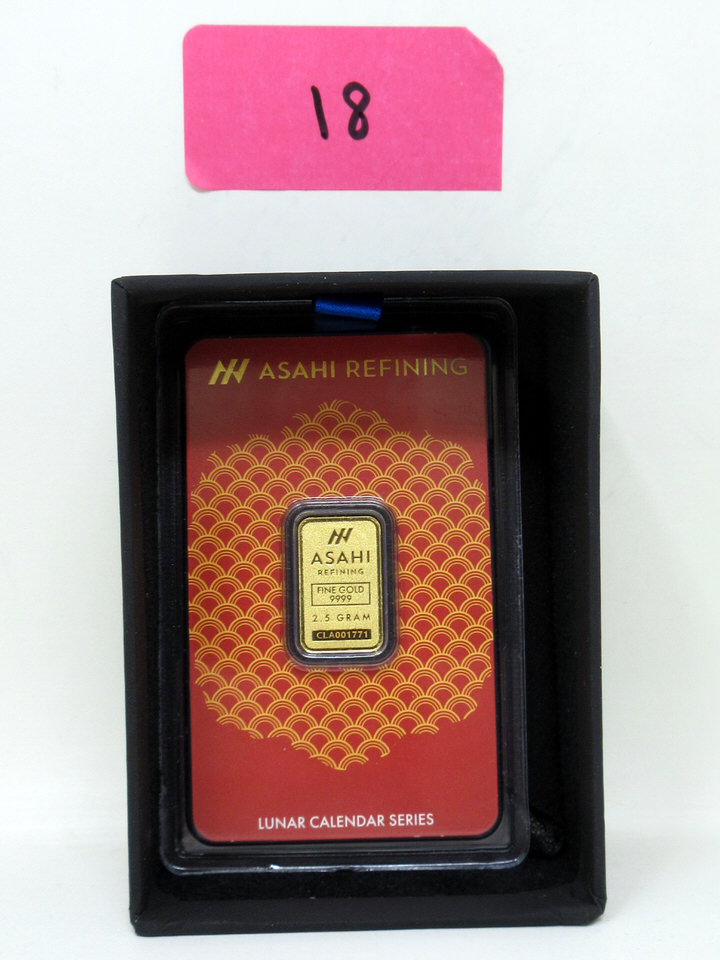 18
ASAHI REFINING
ASAHI
REFINING
FINE GOLD
9999
2.5 GRAM
CLA001771
LUNAR CALENDAR SERIES